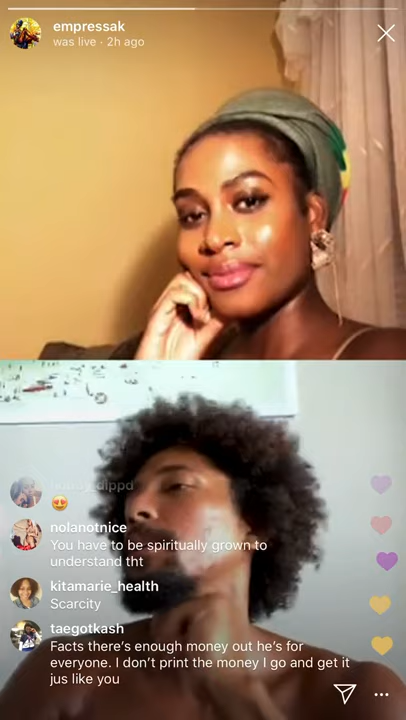 empressak
was live · 2h ago
nolanotnice
You have to be spiritually grown to
understand tht
kitamarie_health
Scarcity
taegotkash
Facts there's enough money out he's for
everyone. I don't print the money I go and get it
jus like you